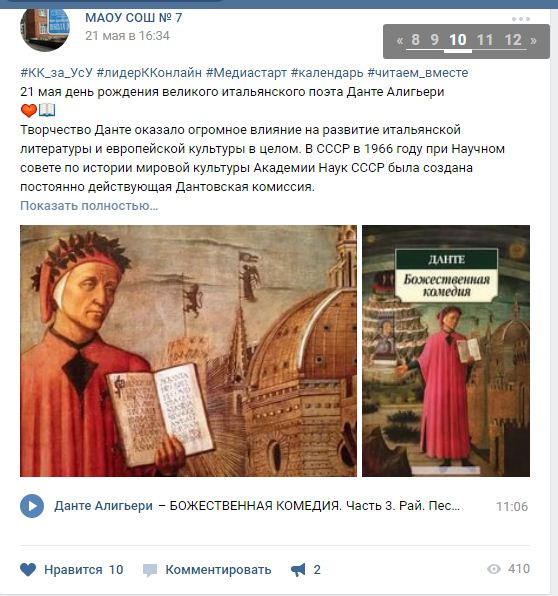 МАОУ СОШ № 7
21 мая в 16:34
« 8 9 10 11 12 »
#КК_за_УсУ #лидерККонлайн #Медиастарт #календарь #читаем_вместе
21 мая день рождения великого итальянского поэта Данте Алигьери
Творчество Данте оказало огромное влияние на развитие итальянской
литературы и европейской культуры в целом. В СССР в 1966 году при Научном
совете по истории мировой культуры Академии Наук СССР была создана
постоянно действующая Дантовская комиссия.
Показать полностью...
ДАНТЕ
Божественная
комедия
Данте Алигьери – БОЖЕСТВЕННАЯ КОМЕДИЯ. Часть 3. Рай. Пес... 11:06
Нравится 10 Комментировать 2 410